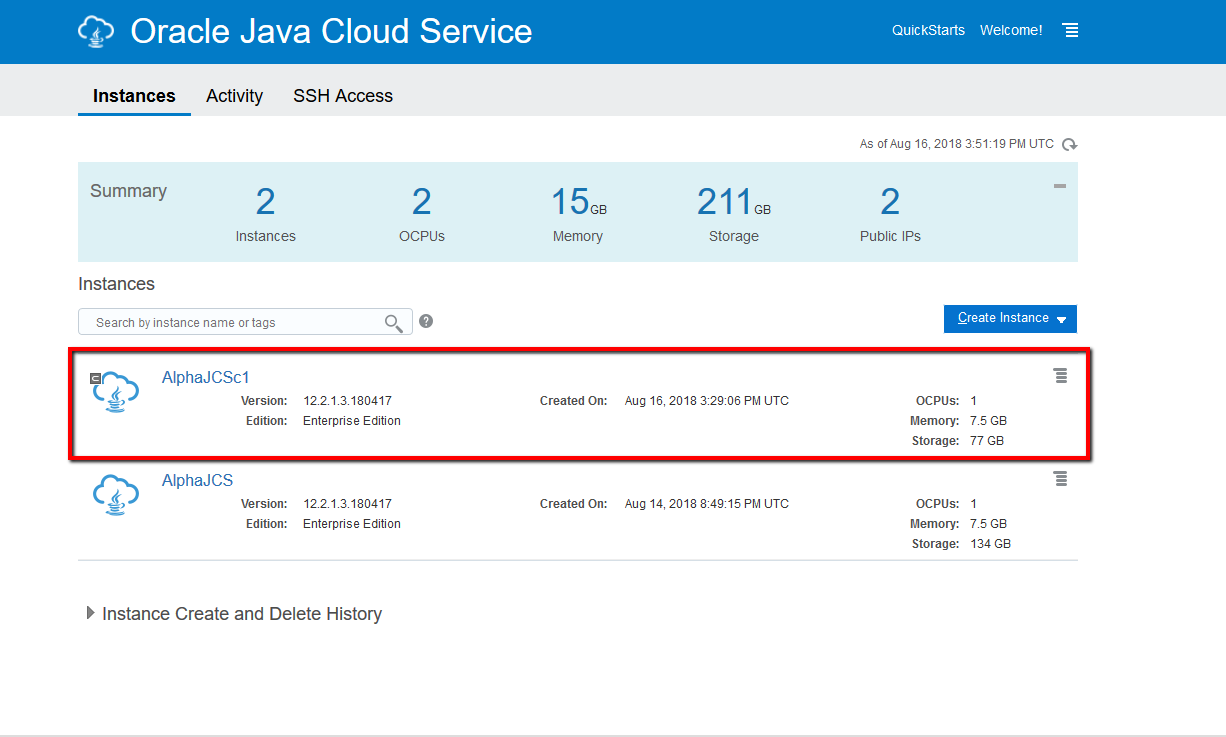 Oracle Java Cloud Service
QuickStarts Welcome!
Instances Activity SSH Access
As of Aug 16, 2018 3:51:19 PM UTC
Summary
2 2 15GB 211GB 2
Instances OCPUs Memory Storage Public IPs
Instances
Search by instance name or tags ?
Create Instance
C
AlphaJCSc1
Version: 12.2.1.3.180417 Created On: Aug 16, 2018 3:29:06 PM UTC OCPUs: 1
Edition: Enterprise Edition Memory: 7.5 GB
Storage: 77 GB
AlphaJCS
Version: 12.2.1.3.180417 Created On: Aug 14, 2018 8:49:15 PM UTC OCPUs: 1
Edition: Enterprise Edition Memory: 7.5 GB
Storage: 134 GB
Instance Create and Delete History